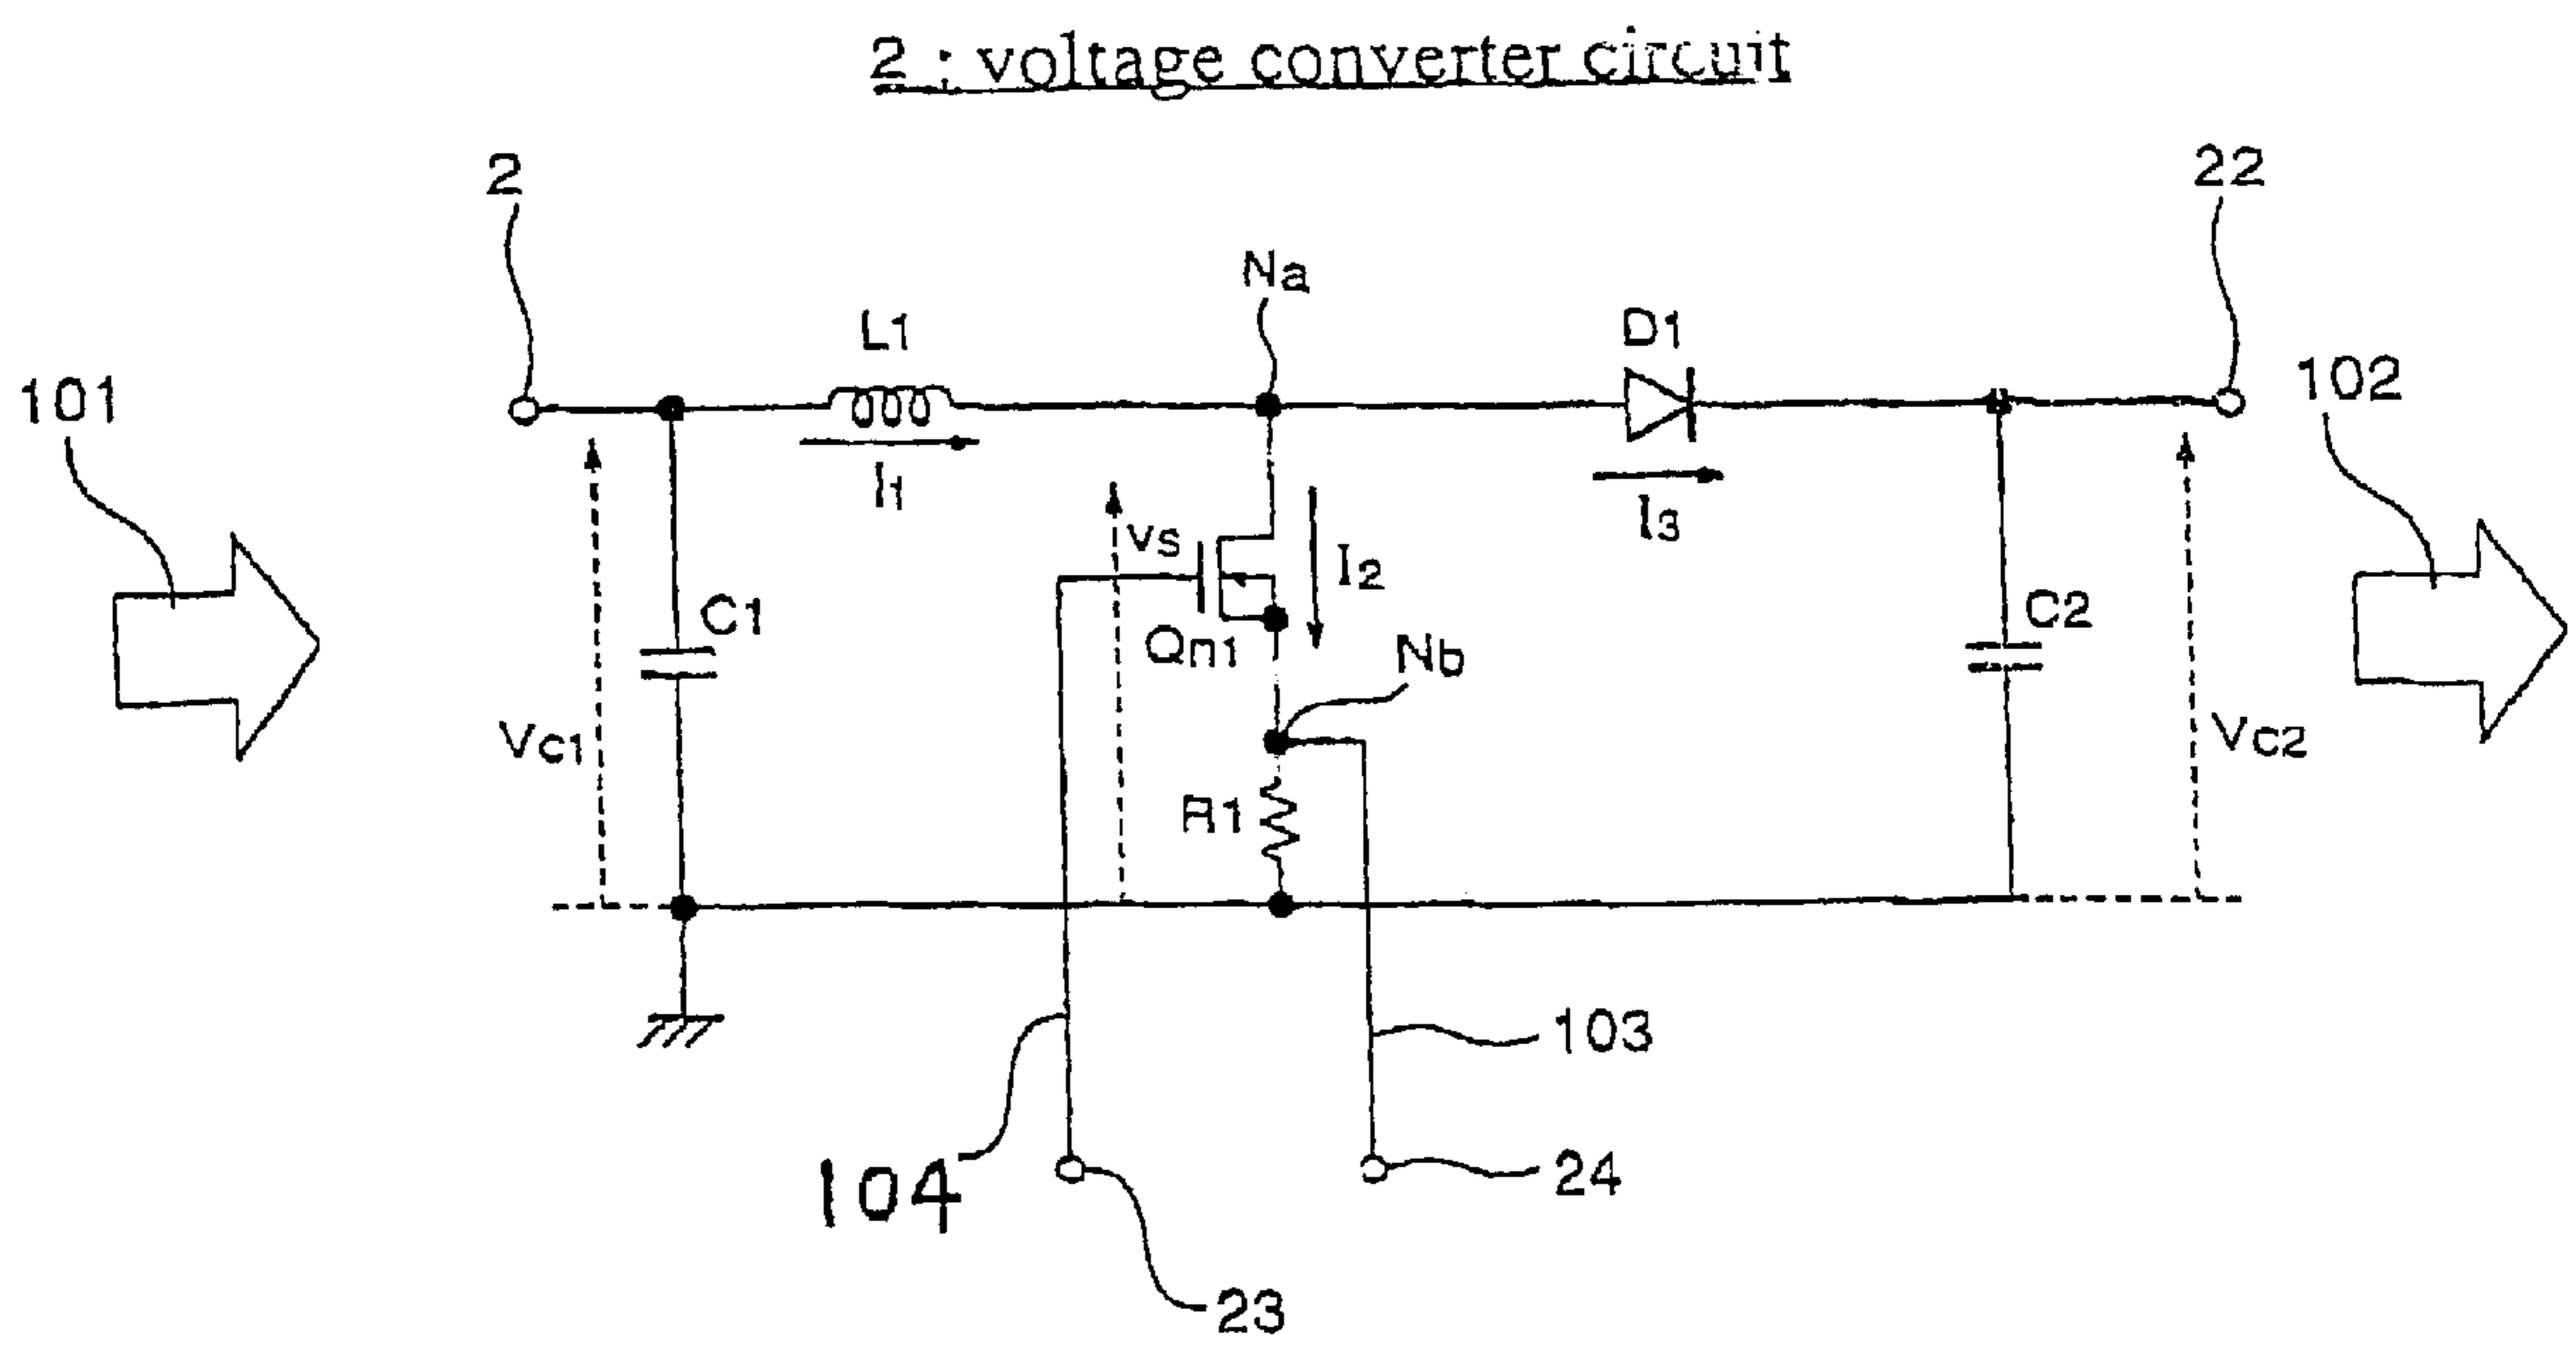 2 : voltage converter circuit
2
22
Na
L1
D1
101
102
I1
I3
vs
I2
C1
C2
Qn1
Nb
Vc1
Vc2
R1
103
104
24
23